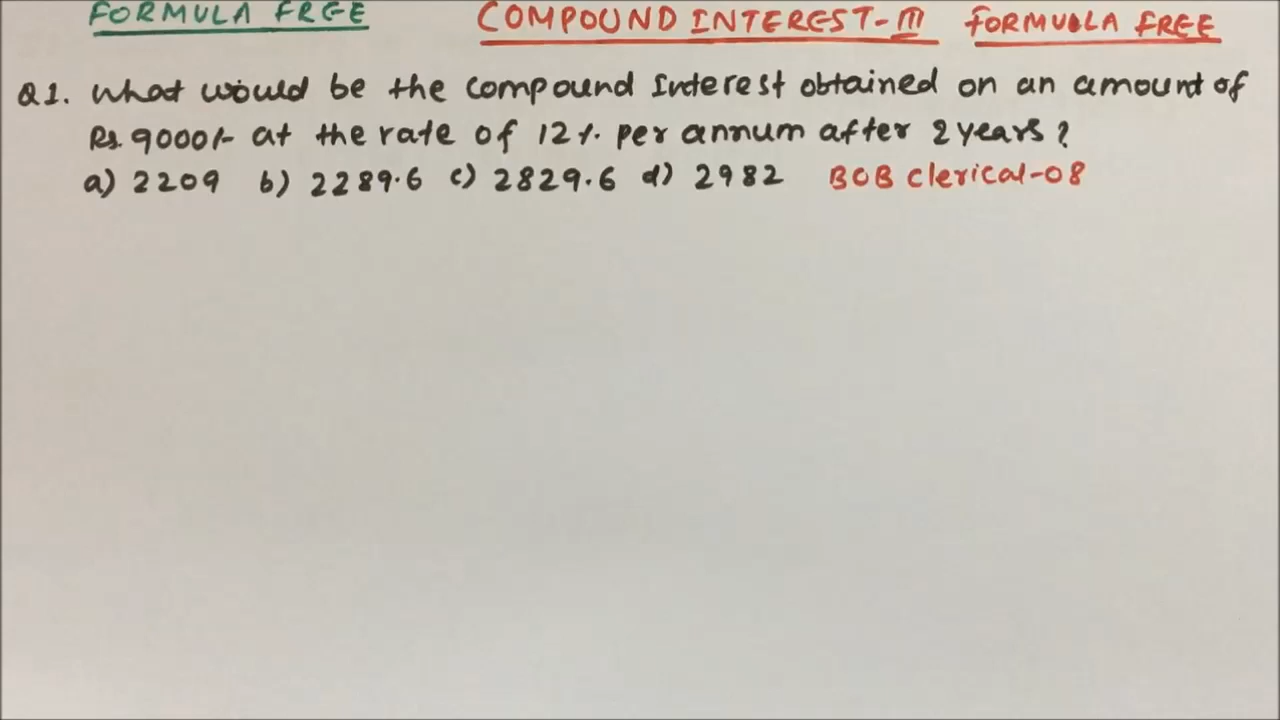 FORMULA FREE COMPOUND INTEREST-III FORMULA FREE
Q1. What would be the compound Interest obtained on an amount of
Rs. 9000/- at the rate of 12%. per annum after 2 years?
a) 2209 b) 2289.6 c) 2829.6 d) 2982 BOB clerical-08